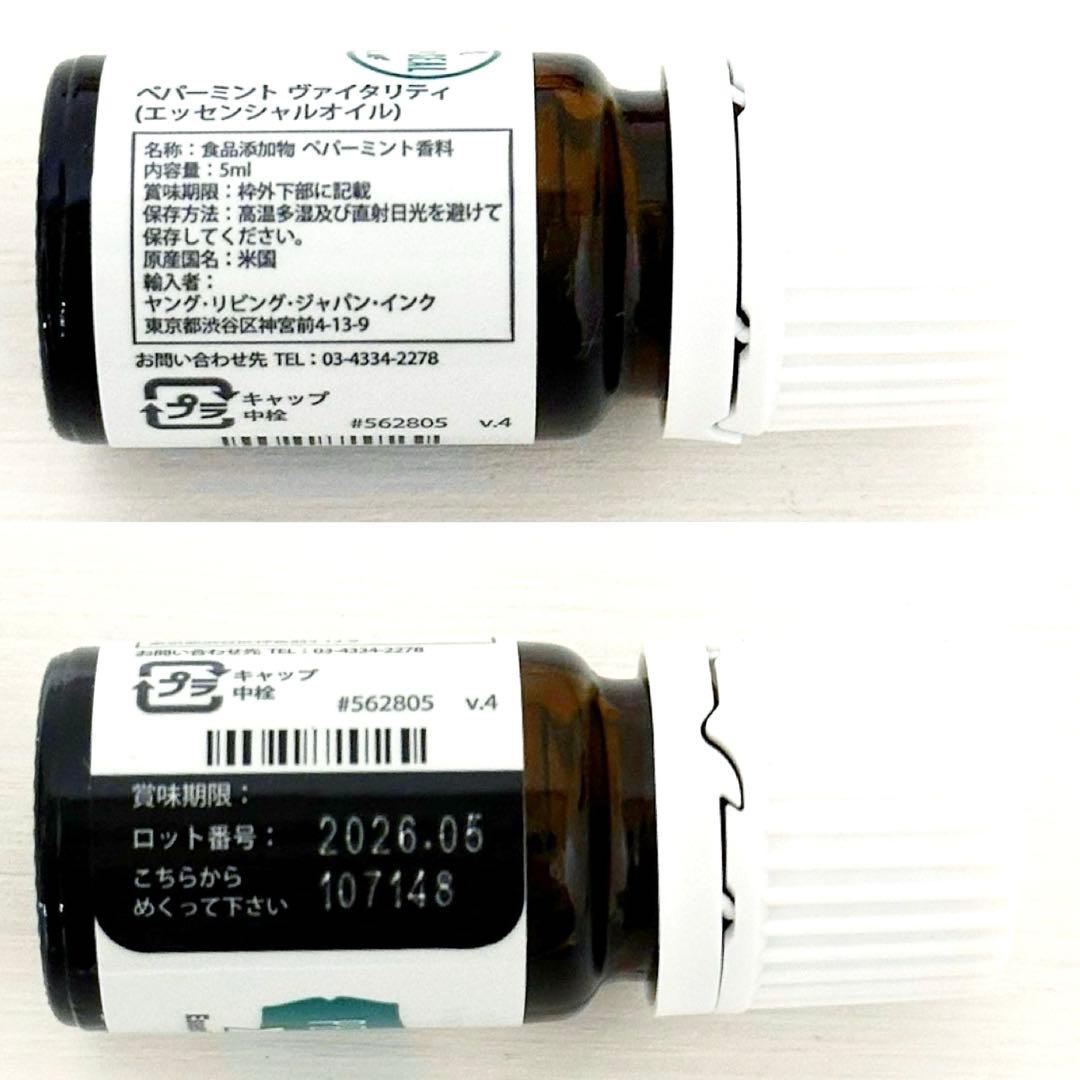 SEAL
ペパーミント ヴァイタリティ
(エッセンシャルオイル)
名称：食品添加物 ペパーミント香料
内容量：5ml
賞味期限：枠外下部に記載
保存方法：高温多湿及び直射日光を避けて
保存してください。
原産国名：米国
輸入者：
ヤング・リビング・ジャパン・インク
東京都渋谷区神宮前4-13-9
お問い合わせ先 TEL：03-4334-2278
プラ
キャップ
中栓
#562805 v.4
お問い合わせ先 TEL：03-4334-2278
プラ
キャップ
中栓
#562805 v.4
賞味期限：
ロット番号： 2026.05
こちらから 107148
めくって下さい